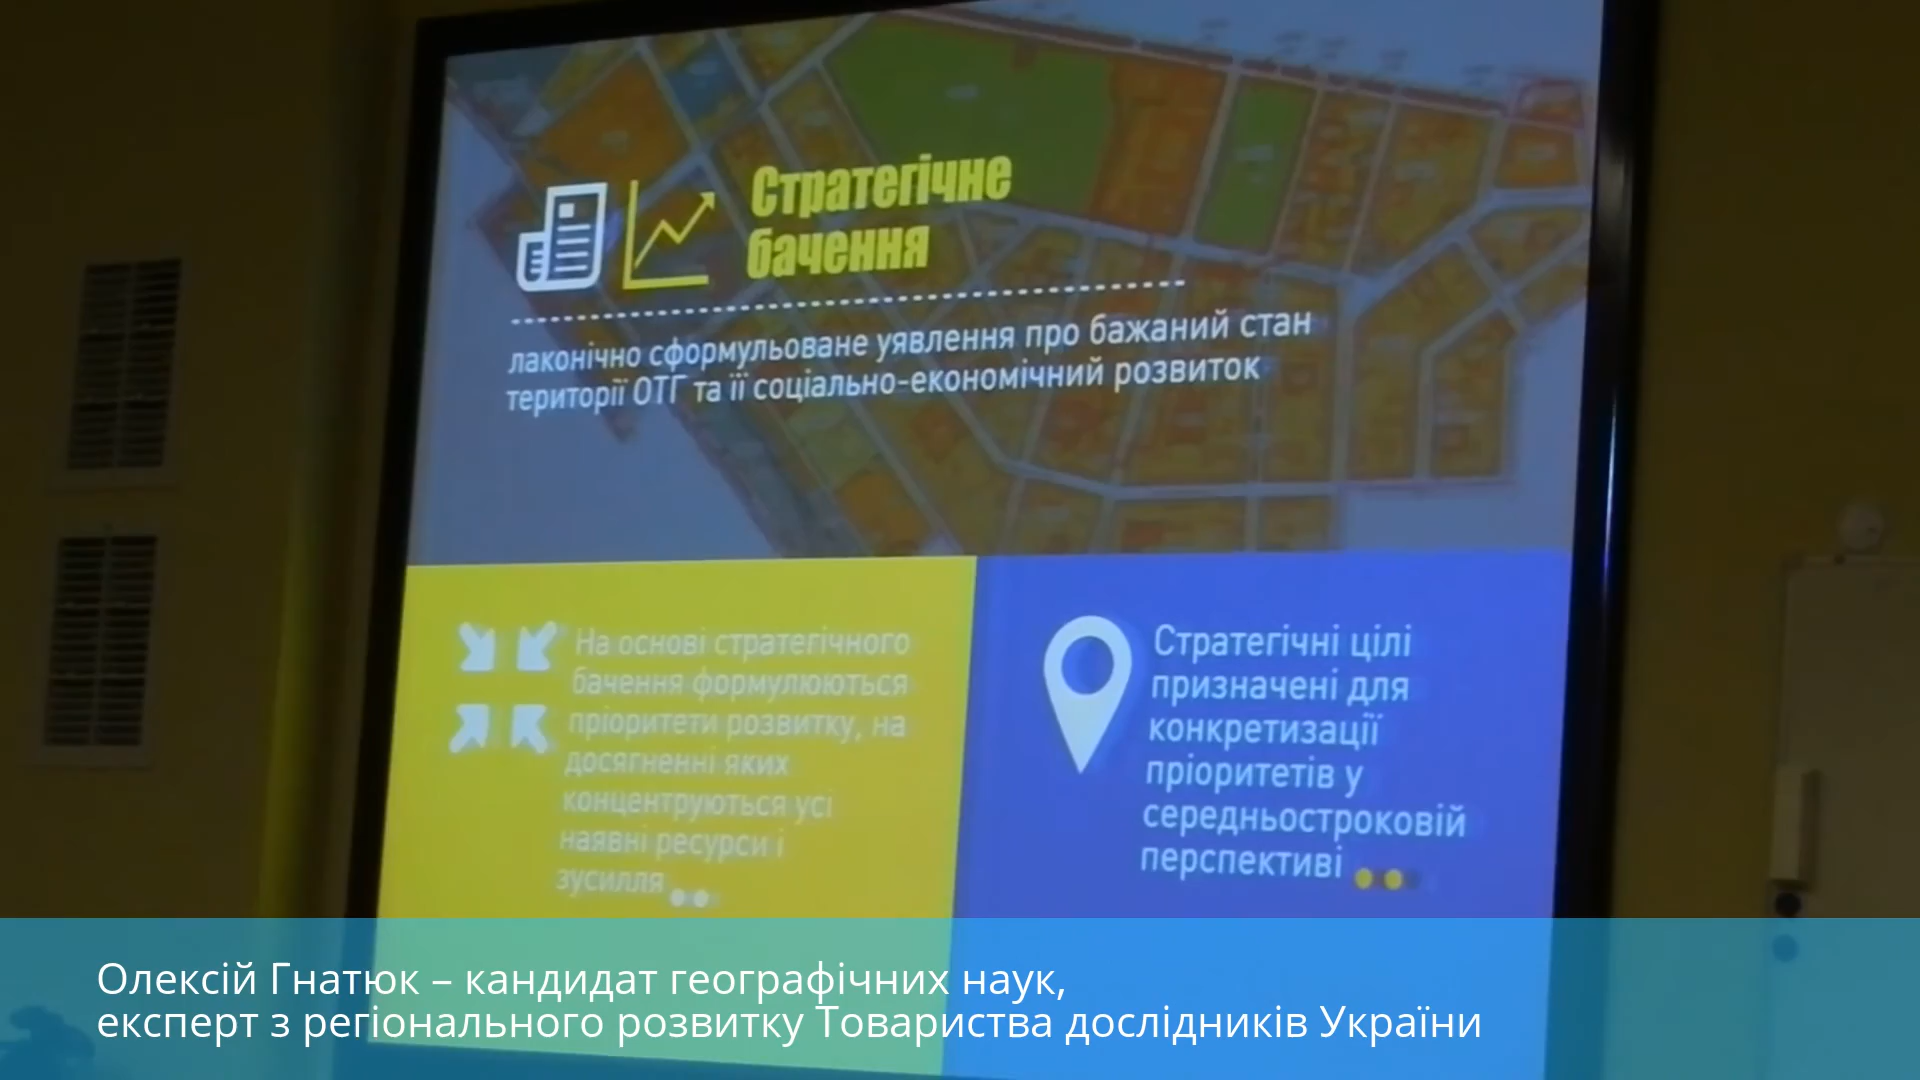 Стратегічне
бачення
лаконічно сформульоване уявлення про бажаний стан
території ОТГ та її соціально-економічний розвиток
На основі стратегічного
бачення формулюються
пріоритети розвитку, на
досягненні яких
концентруються усі
наявні ресурси і
зусилля
Стратегічні цілі
призначені для
конкретизації
пріоритетів у
середньостроковій
перспективі
Олексій Гнатюк – кандидат географічних наук,
експерт з регіонального розвитку Товариства дослідників України